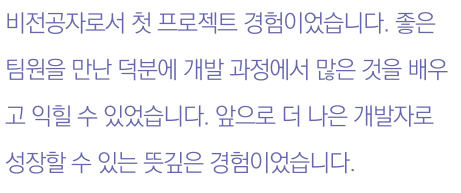 비전공자로서 첫 프로젝트 경험이었습니다. 좋은
팀원을 만난 덕분에 개발 과정에서 많은 것을 배우
고 익힐 수 있었습니다. 앞으로 더 나은 개발자로
성장할 수 있는 뜻깊은 경험이었습니다.